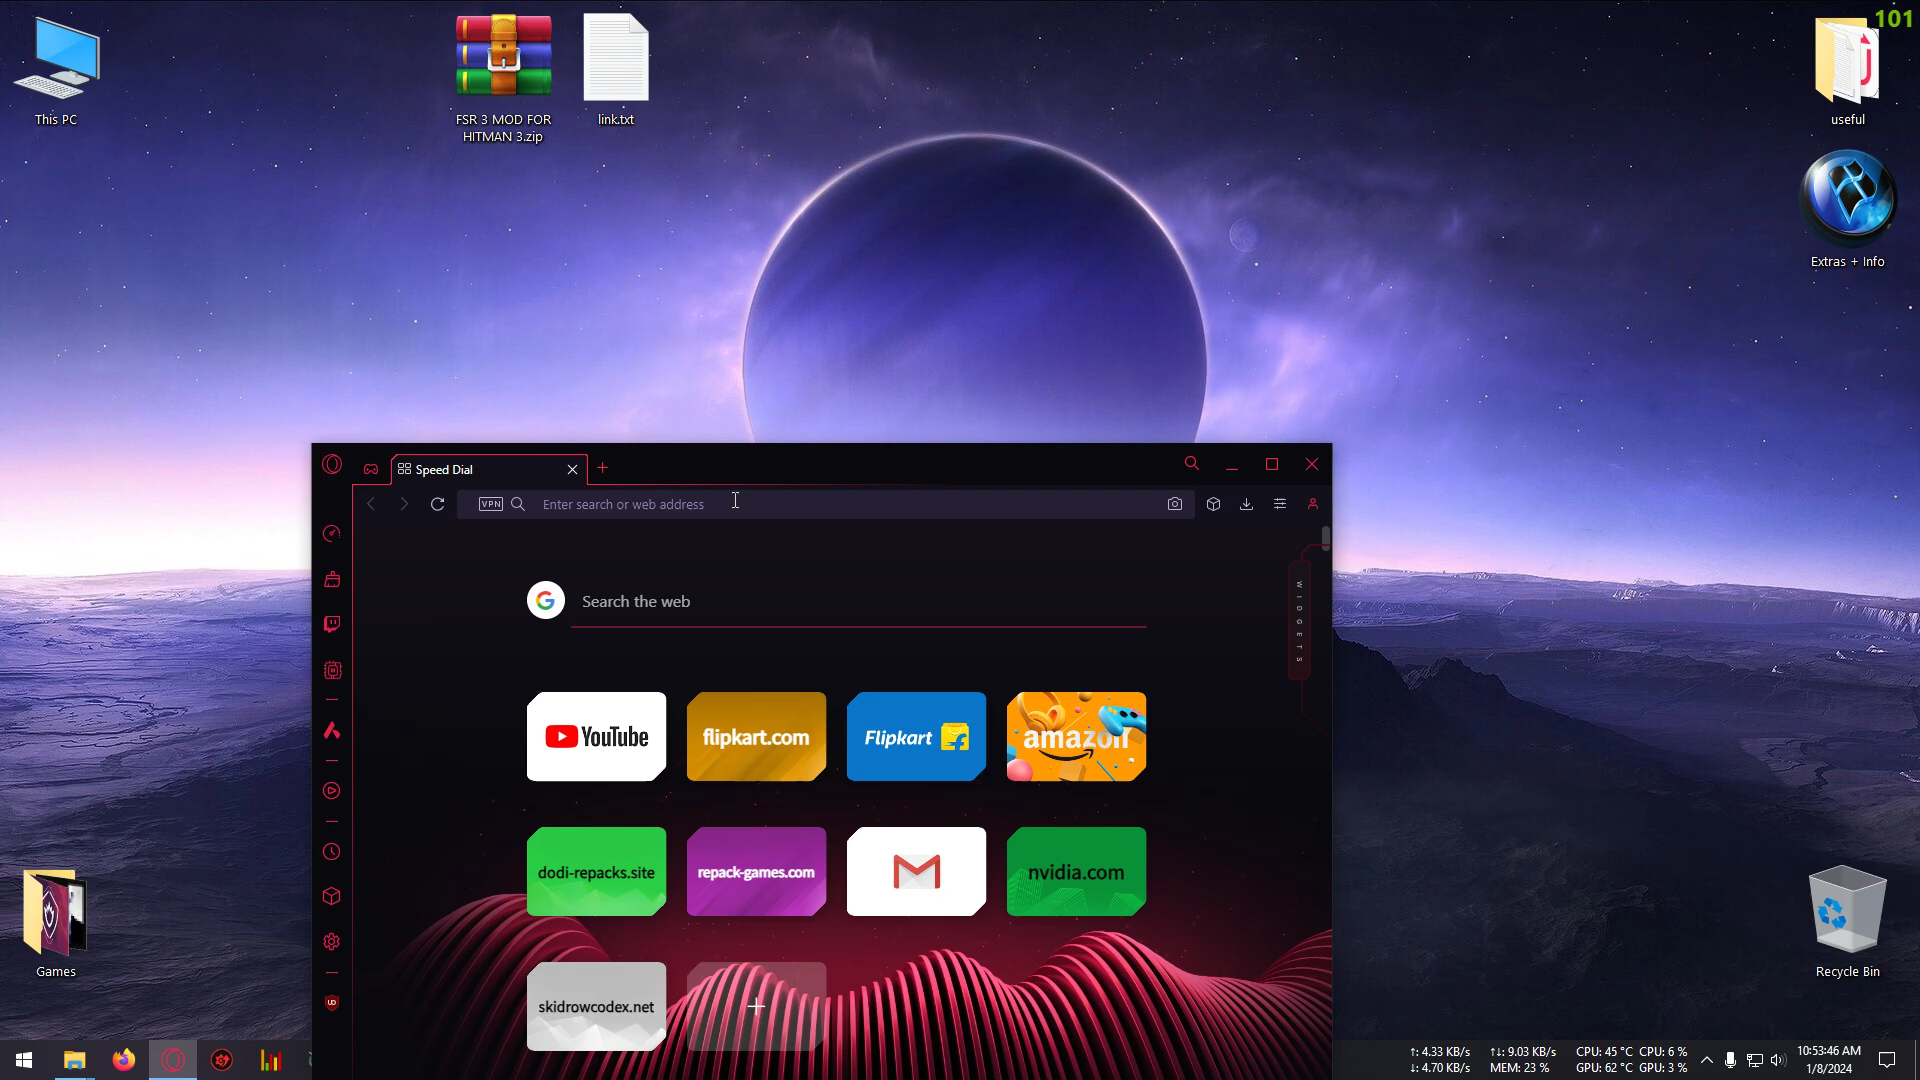 101
This PC
FSR 3 MOD FOR
HITMAN 3.zip
link.txt
useful
Extras + Info
Speed Dial
VPN
Enter search or web address
Search the web
WIDGETS
YouTube
flipkart.com
Flipkart
amazon
dodi-repacks.site
repack-games.com
nvidia.com
skidrowcodex.net
UD
Games
Recycle Bin
↑: 4.33 KB/s
↓: 4.70 KB/s
↑↓: 9.03 KB/s
MEM: 23 %
CPU: 45 °C CPU: 6 %
GPU: 62 °C GPU: 3 %
10:53:46 AM
1/8/2024